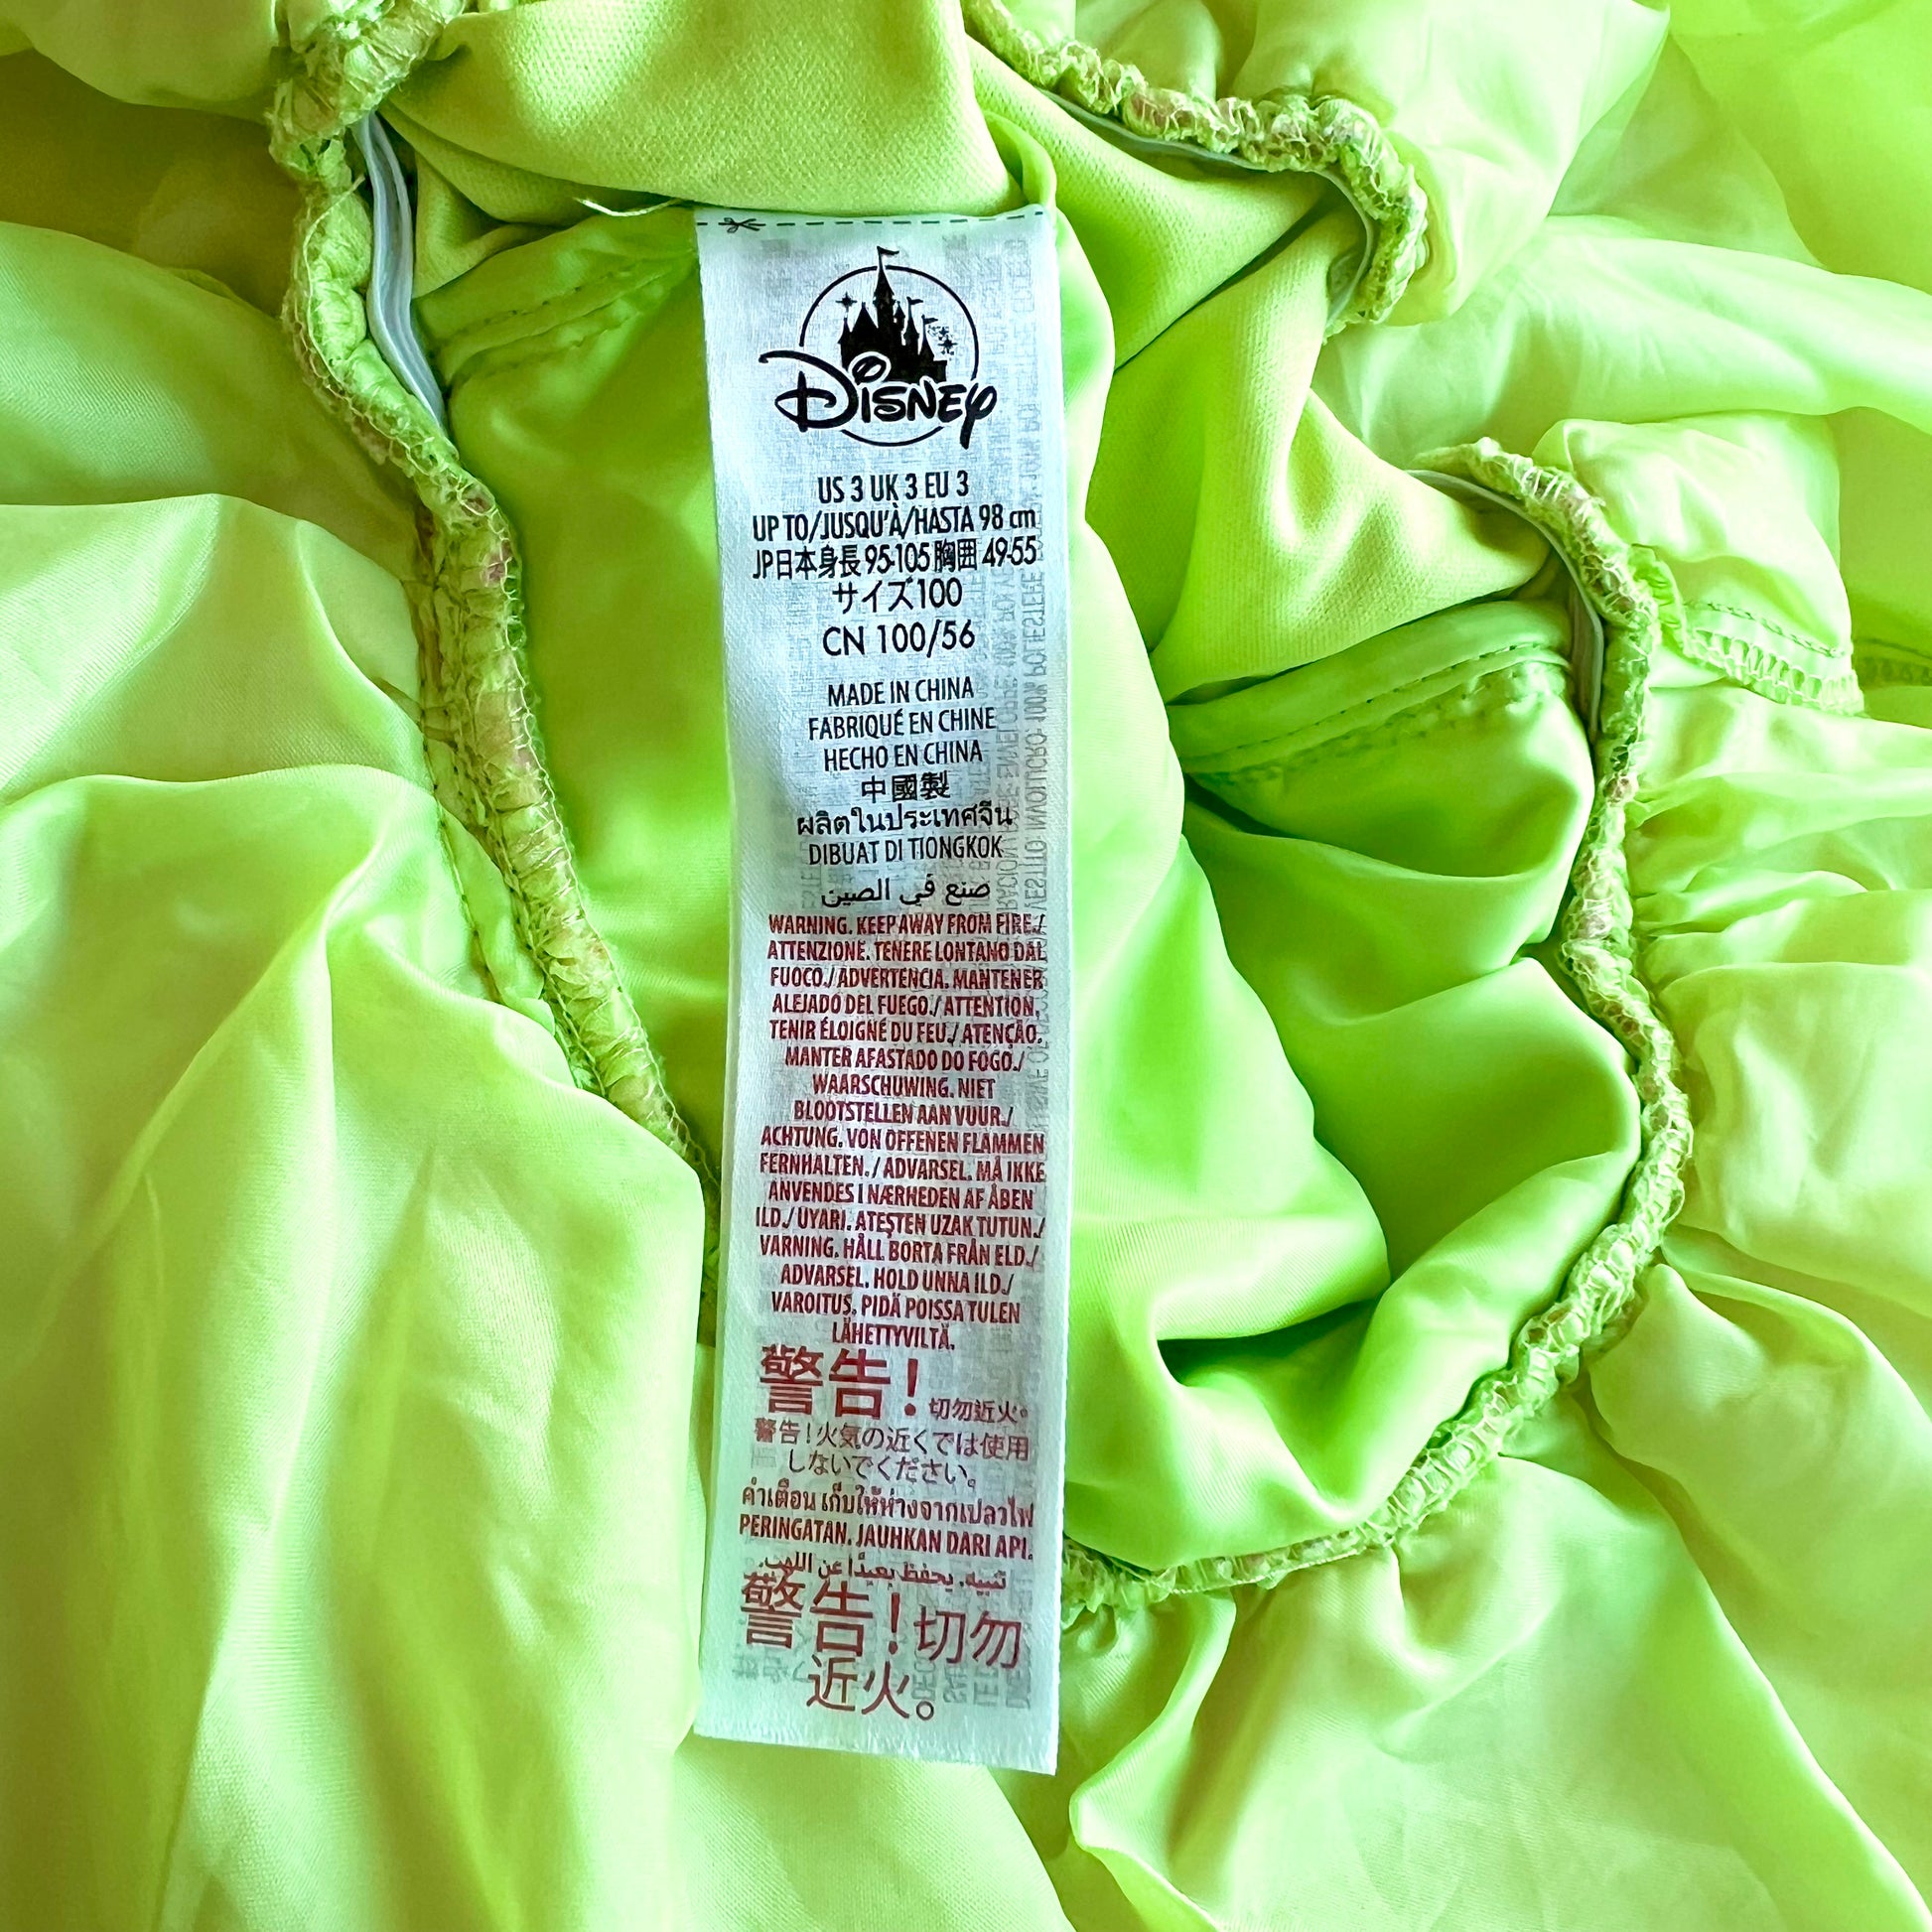 DISNEY
US 3 UK 3 EU 3
UP TO/JUSQU'À/HASTA 98 cm
JP日本身長 95-105 胸囲 49-55
サイズ100
CN 100/56
MADE IN CHINA
FABRIQUÉ EN CHINE
HECHO EN CHINA
中國製
ผลิตในประเทศจีน
DIBUAT DI TIONGKOK
صنع في الصين
WARNING. KEEP AWAY FROM FIRE./
ATTENZIONE. TENERE LONTANO DAL
FUOCO./ADVERTENCIA. MANTENER
ALEJADO DEL FUEGO./ATTENTION.
TENIR ÉLOIGNÉ DU FEU./ATENÇÃO.
MANTER AFASTADO DO FOGO./
WAARSCHUWING. NIET
BLOOTSTELLEN AAN VUUR./
ACHTUNG. VON OFFENEN FLAMMEN
FERNHALTEN./ADVARSEL. MÅ IKKE
ANVENDES I NÆRHEDEN AF ÅBEN
ILD./UYARI. ATEŞTEN UZAK TUTUN./
VARNING. HÅLL BORTA FRÅN ELD./
ADVARSEL. HOLD UNNA ILD./
VAROITUS. PIDÄ POISSA TULEN
LÄHETTYVILTÄ.
警告！切勿近火。
警告！火気の近くでは使用
しないでください。
คำเตือน เก็บให้ห่างจากเปลวไฟ
PERINGATAN. JAUHKAN DARI API.
تنبيه. يحفظ بعيدًا عن اللهب.
警告！切勿
近火。